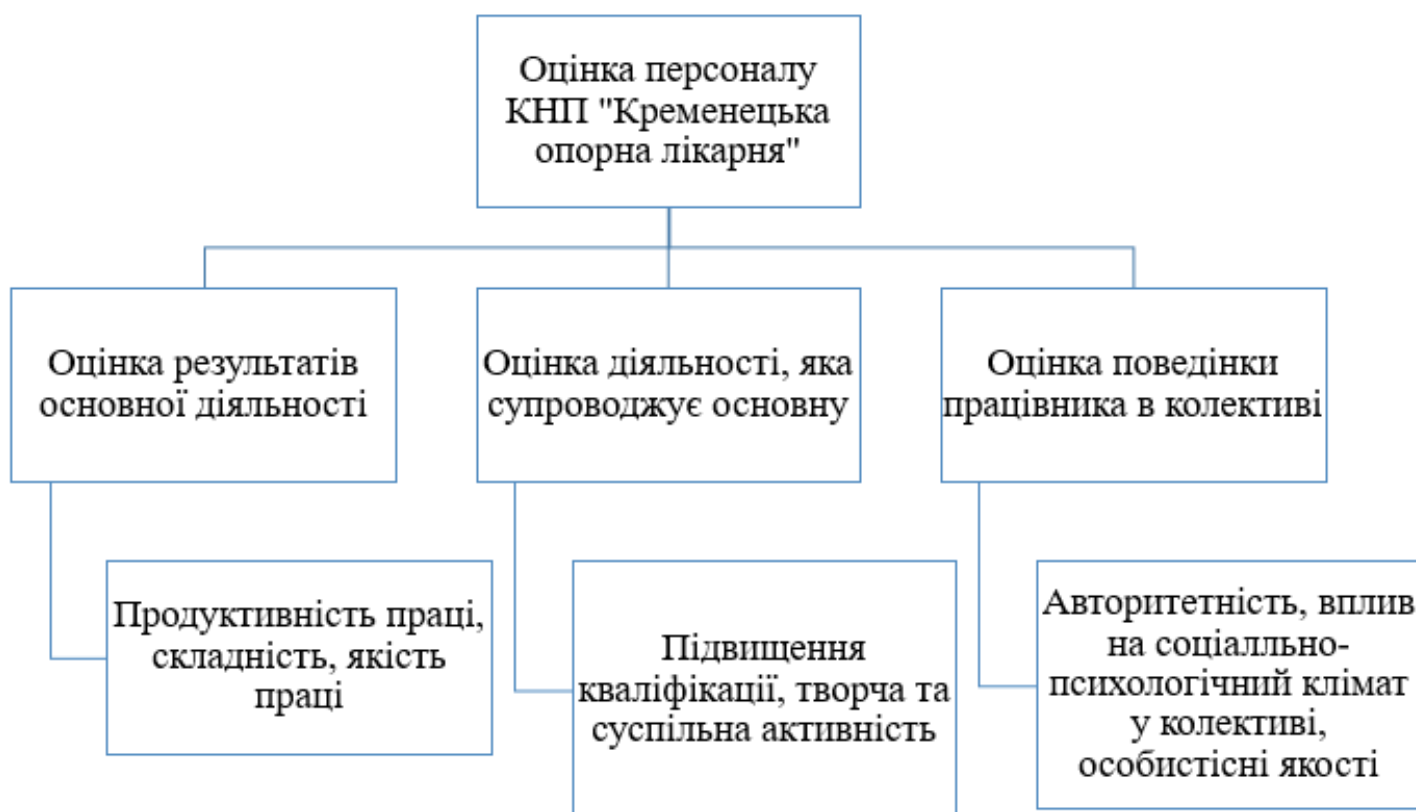 Оцінка персоналу
КНП "Кременецька
опорна лікарня"
Оцінка результатів
основної діяльності
Оцінка діяльності, яка
супроводжує основну
Оцінка поведінки
працівника в колективі
Продуктивність праці,
складність, якість
праці
Підвищення
кваліфікації, творча та
суспільна активність
Авторитетність, вплив
на соціалльно-
психологічний клімат
у колективі,
особистісні якості